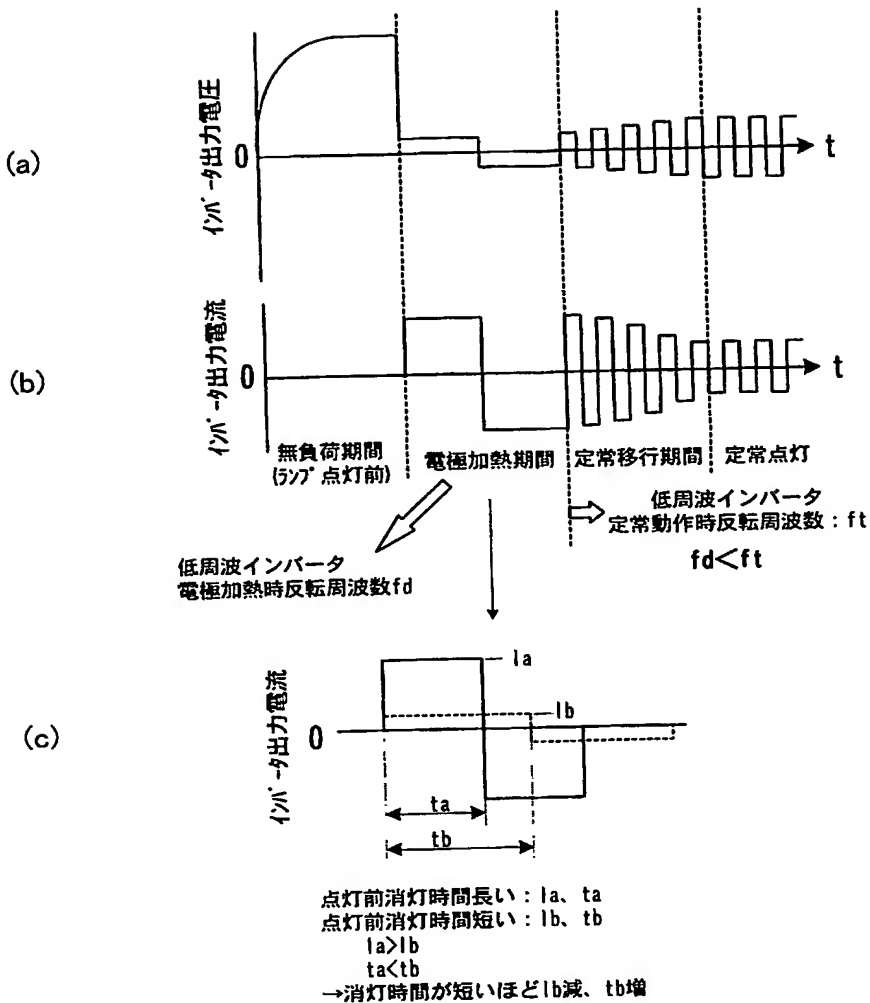 (a)
インバータ出力電圧
0
t
(b)
インバータ出力電流
0
t
無負荷期間
(ランプ点灯前)
電極加熱期間
定常移行期間
定常点灯
低周波インバータ
定常動作時反転周波数：ft
fd＜ft
低周波インバータ
電極加熱時反転周波数fd
(c)
インバータ出力電流
0
Ia
Ib
ta
tb
点灯前消灯時間長い：Ia、ta
点灯前消灯時間短い：Ib、tb
Ia>Ib
ta<tb
→消灯時間が短いほどIb減、tb増